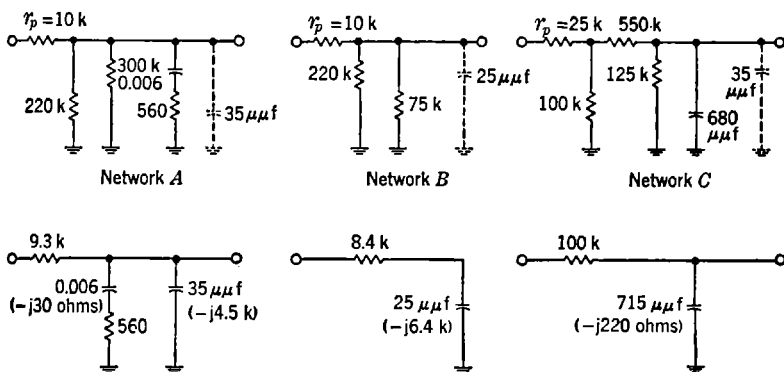 r_p = 10 k
220 k
300 k
0.006
560
35 μμf
Network A
r_p = 10 k
220 k
75 k
25 μμf
Network B
r_p = 25 k
550 k
100 k
125 k
680
μμf
35
μμf
Network C
9.3 k
0.006
(-j30 ohms)
560
35 μμf
(-j4.5 k)
8.4 k
25 μμf
(-j6.4 k)
100 k
715 μμf
(-j220 ohms)